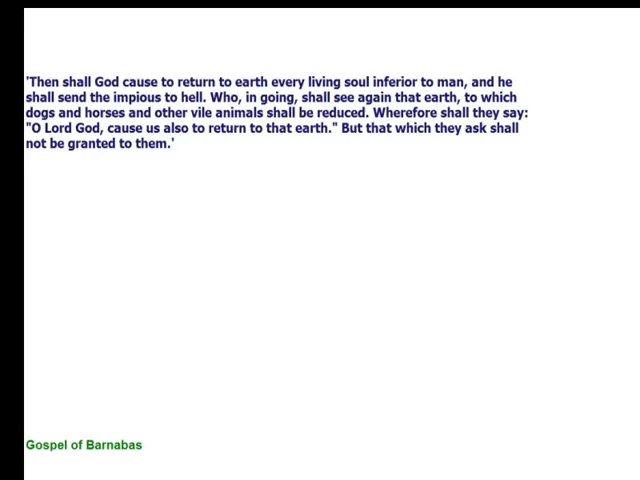 'Then shall God cause to return to earth every living soul inferior to man, and he
shall send the impious to hell. Who, in going, shall see again that earth, to which
dogs and horses and other vile animals shall be reduced. Wherefore shall they say:
"O Lord God, cause us also to return to that earth." But that which they ask shall
not be granted to them.'
Gospel of Barnabas